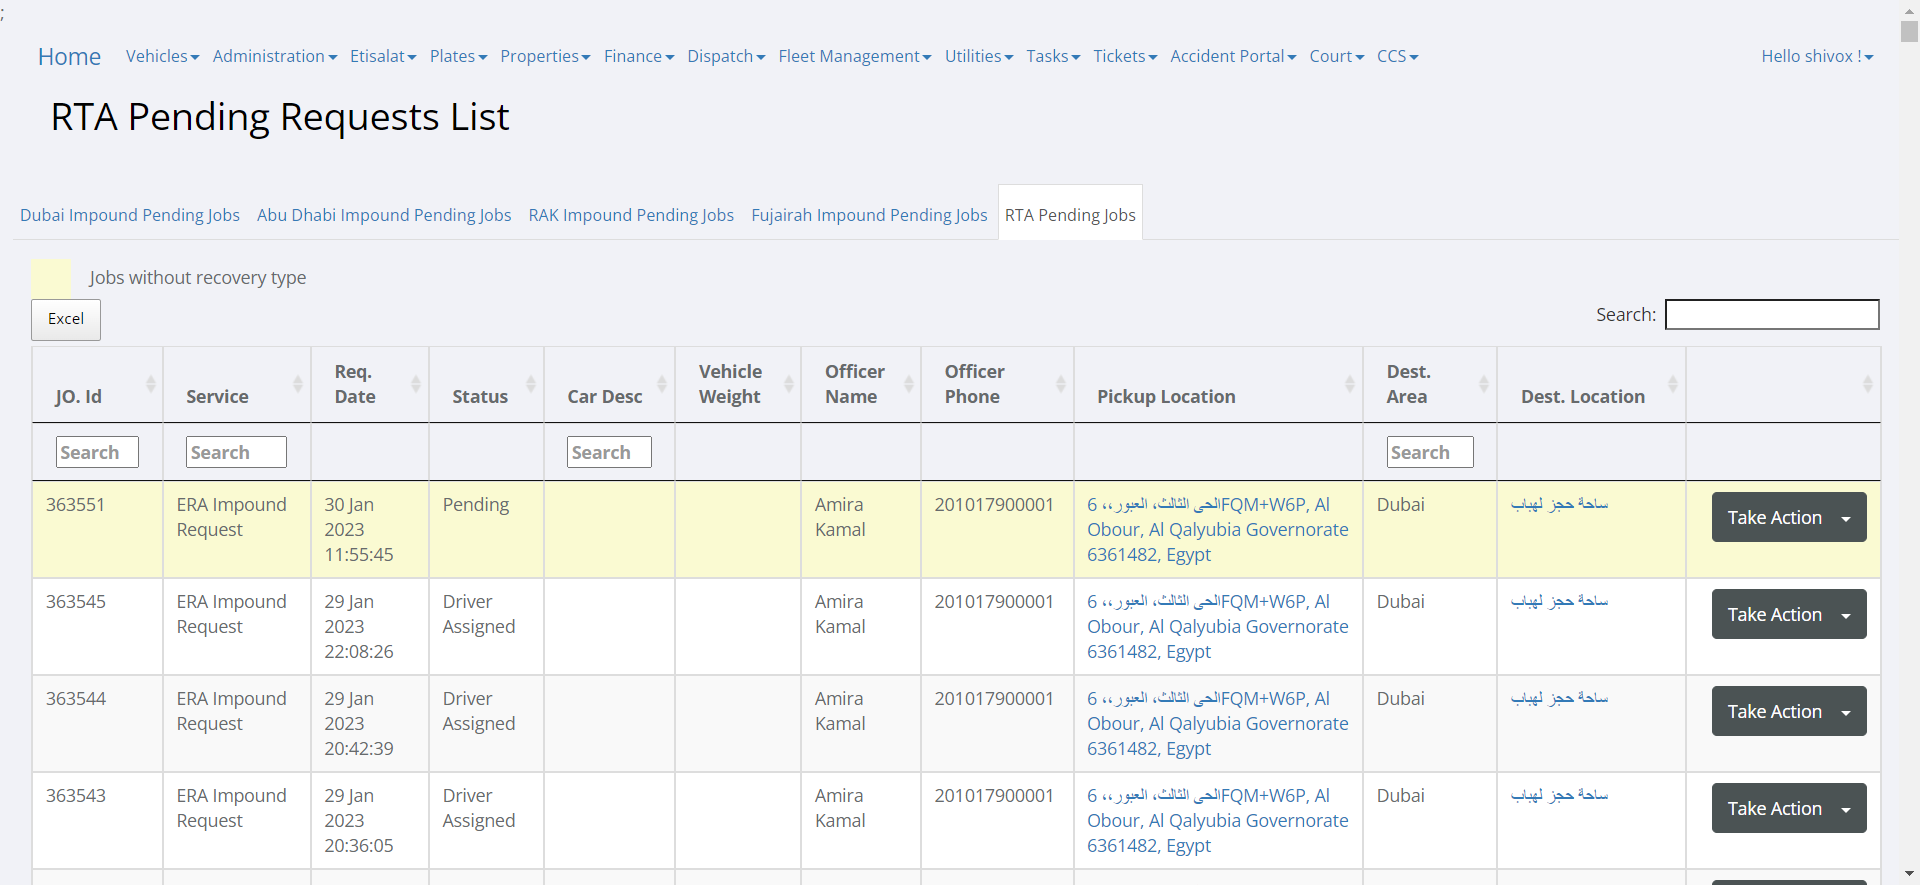 ;
Home Vehicles Administration Etisalat Plates Properties Finance Dispatch Fleet Management Utilities Tasks Tickets Accident Portal Court CCS Hello shivox !
RTA Pending Requests List
Dubai Impound Pending Jobs Abu Dhabi Impound Pending Jobs RAK Impound Pending Jobs Fujairah Impound Pending Jobs RTA Pending Jobs
Jobs without recovery type
Excel
Search:
JO. Id
Service
Req.
Date
Status
Car Desc
Vehicle
Weight
Officer
Name
Officer
Phone
Pickup Location
Dest.
Area
Dest. Location
Search Search Search Search
363551
ERA Impound
Request
30 Jan
2023
11:55:45
Pending
Amira
Kamal
201017900001
6 الحى الثالث، العبور،، FQM+W6P, Al
Obour, Al Qalyubia Governorate
6361482, Egypt
Dubai
ساحة حجز لهباب
Take Action
363545
ERA Impound
Request
29 Jan
2023
22:08:26
Driver
Assigned
Amira
Kamal
201017900001
6 الحى الثالث، العبور،، FQM+W6P, Al
Obour, Al Qalyubia Governorate
6361482, Egypt
Dubai
ساحة حجز لهباب
Take Action
363544
ERA Impound
Request
29 Jan
2023
20:42:39
Driver
Assigned
Amira
Kamal
201017900001
6 الحى الثالث، العبور،، FQM+W6P, Al
Obour, Al Qalyubia Governorate
6361482, Egypt
Dubai
ساحة حجز لهباب
Take Action
363543
ERA Impound
Request
29 Jan
2023
20:36:05
Driver
Assigned
Amira
Kamal
201017900001
6 الحى الثالث، العبور،، FQM+W6P, Al
Obour, Al Qalyubia Governorate
6361482, Egypt
Dubai
ساحة حجز لهباب
Take Action